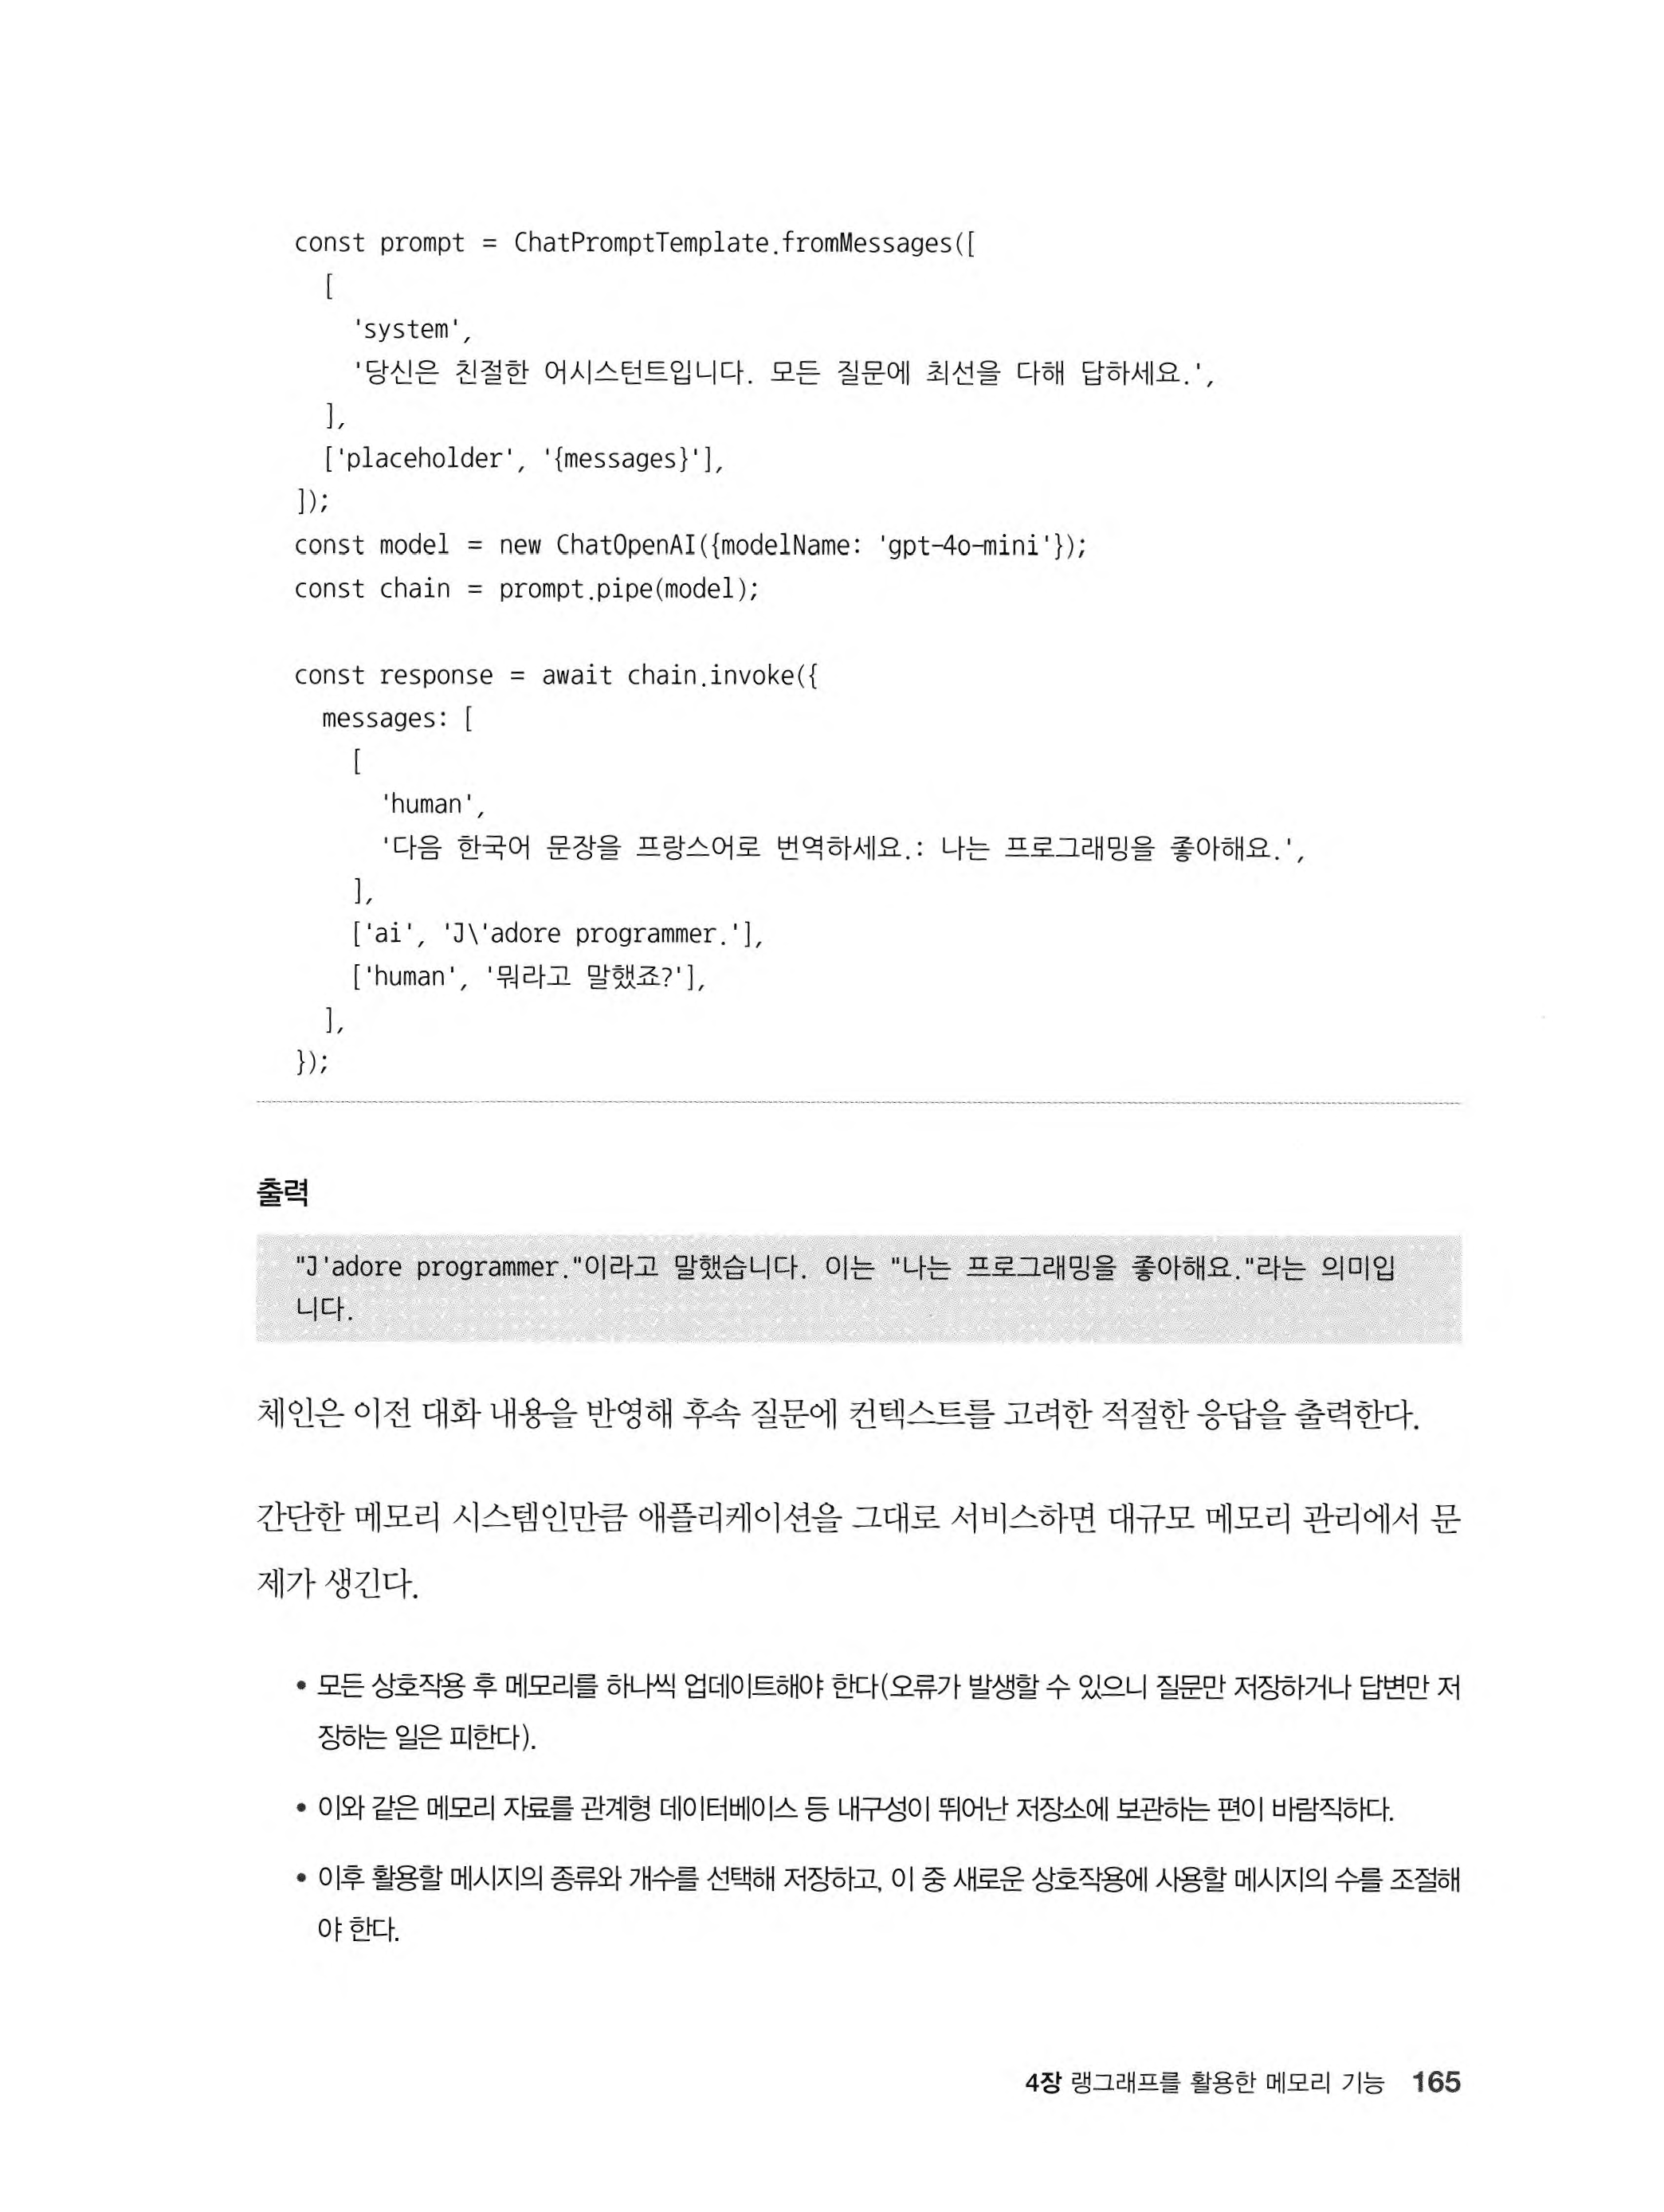 const prompt = ChatPromptTemplate.fromMessages([
  [
    'system',
    '당신은 친절한 어시스턴트입니다. 모든 질문에 최선을 다해 답하세요.',
  ],
  ['placeholder', '{messages}'],
]);
const model = new ChatOpenAI({modelName: 'gpt-4o-mini'});
const chain = prompt.pipe(model);

const response = await chain.invoke({
  messages: [
    [
      'human',
      '다음 한국어 문장을 프랑스어로 번역하세요.: 나는 프로그래밍을 좋아해요.',
    ],
    ['ai', 'J\'adore programmer.'],
    ['human', '뭐라고 말했죠?'],
  ],
});
출력
"J'adore programmer."이라고 말했습니다. 이는 "나는 프로그래밍을 좋아해요."라는 의미입
니다.
체인은 이전 대화 내용을 반영해 후속 질문에 컨텍스트를 고려한 적절한 응답을 출력한다.
간단한 메모리 시스템인만큼 애플리케이션을 그대로 서비스하면 대규모 메모리 관리에서 문
제가 생긴다.
• 모든 상호작용 후 메모리를 하나씩 업데이트해야 한다(오류가 발생할 수 있으니 질문만 저장하거나 답변만 저
장하는 일은 피한다).
• 이와 같은 메모리 자료를 관계형 데이터베이스 등 내구성이 뛰어난 저장소에 보관하는 편이 바람직하다.
• 이후 활용할 메시지의 종류와 개수를 선택해 저장하고, 이 중 새로운 상호작용에 사용할 메시지의 수를 조절해
야 한다.
4장 랭그래프를 활용한 메모리 기능 165